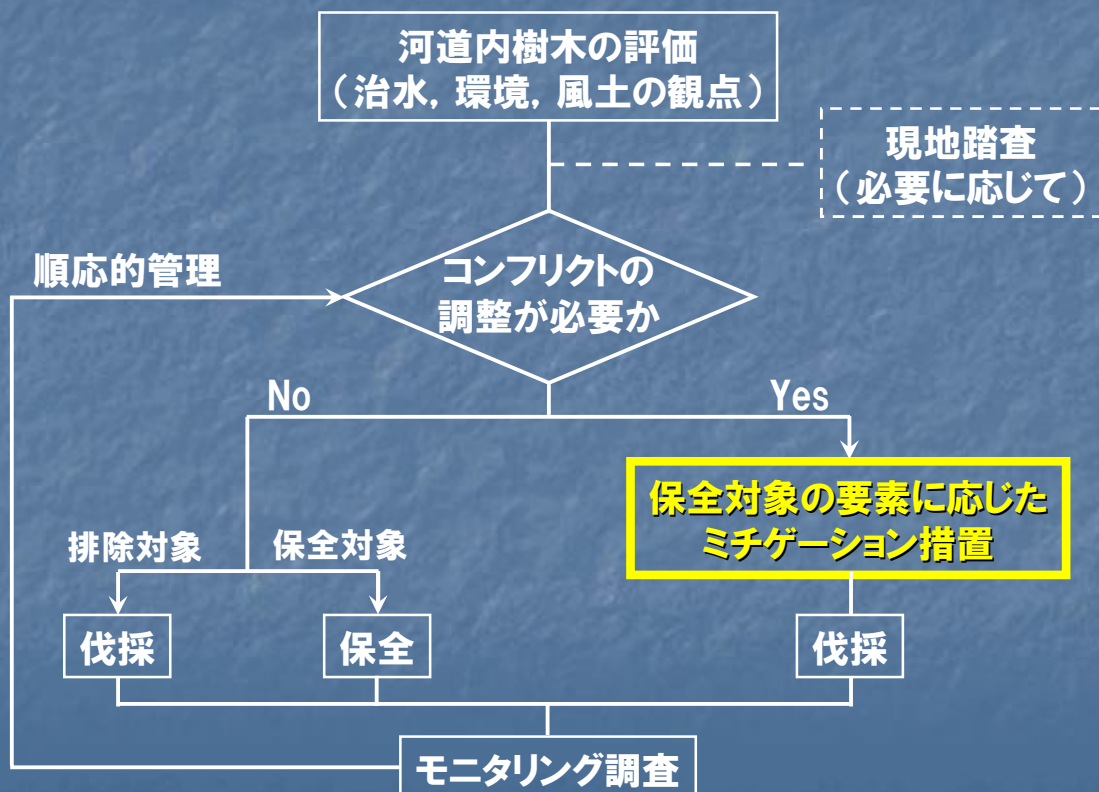 河道内樹木の評価
（治水，環境，風土の観点）
現地踏査
（必要に応じて）
順応的管理
コンフリクトの
調整が必要か
No
Yes
保全対象の要素に応じた
ミチゲーション措置
排除対象
保全対象
伐採
保全
伐採
モニタリング調査